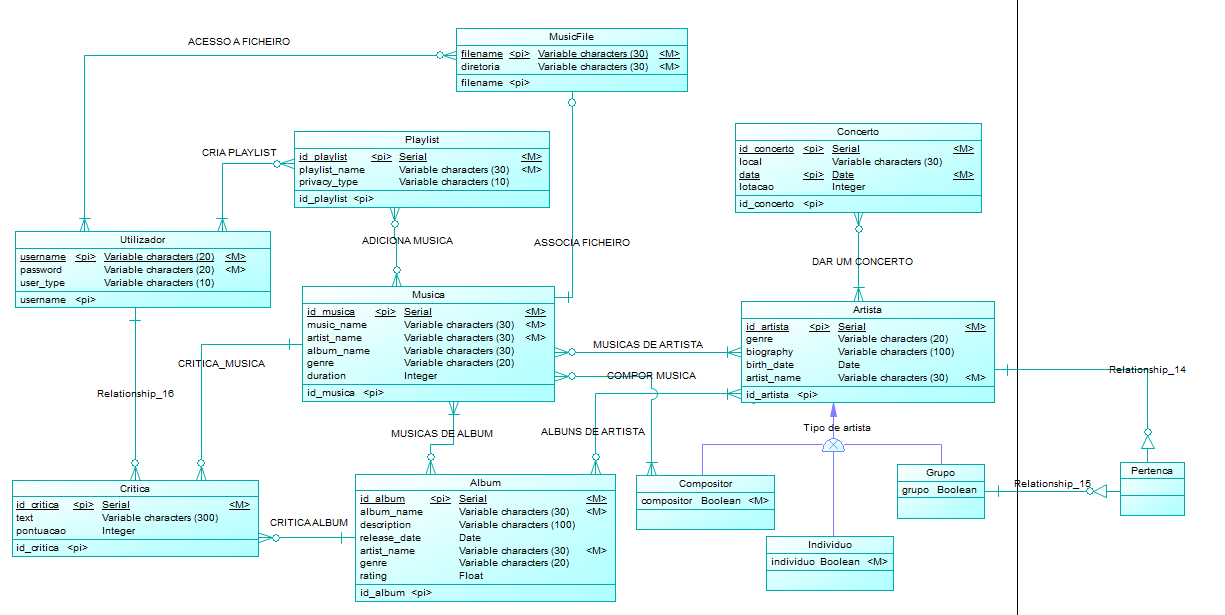 ACESSO A FICHEIRO
MusicFile
filename <pi> Variable characters (30) <M>
diretoria Variable characters (30) <M>
filename <pi>
CRIA PLAYLIST
Playlist
id_playlist <pi> Serial <M>
playlist_name Variable characters (30) <M>
privacy_type Variable characters (10)
id_playlist <pi>
Concerto
id_concerto <pi> Serial <M>
local Variable characters (30)
data <pi> Date <M>
lotacao Integer
id_concerto <pi>
Utilizador
username <pi> Variable characters (20) <M>
password Variable characters (20) <M>
user_type Variable characters (10)
username <pi>
ADICIONA MUSICA
ASSOCIA FICHEIRO
DAR UM CONCERTO
Musica
id_musica <pi> Serial <M>
music_name Variable characters (30) <M>
artist_name Variable characters (30) <M>
album_name Variable characters (30)
genre Variable characters (20)
duration Integer
id_musica <pi>
Artista
id_artista <pi> Serial <M>
genre Variable characters (20)
biography Variable characters (100)
birth_date Date
artist_name Variable characters (30) <M>
id_artista <pi>
MUSICAS DE ARTISTA
COMPOR MUSICA
CRITICA_MUSICA
Relationship_16
Relationship_14
MUSICAS DE ALBUM
ALBUNS DE ARTISTA
Tipo de artista
Critica
id_critica <pi> Serial <M>
text Variable characters (300)
pontuacao Integer
id_critica <pi>
CRITICA ALBUM
Album
id_album <pi> Serial <M>
album_name Variable characters (30) <M>
description Variable characters (100)
release_date Date
artist_name Variable characters (30) <M>
genre Variable characters (20)
rating Float
id_album <pi>
Compositor
compositor Boolean <M>
Grupo
grupo Boolean
Relationship_15
Pertenca
Individuo
individuo Boolean <M>